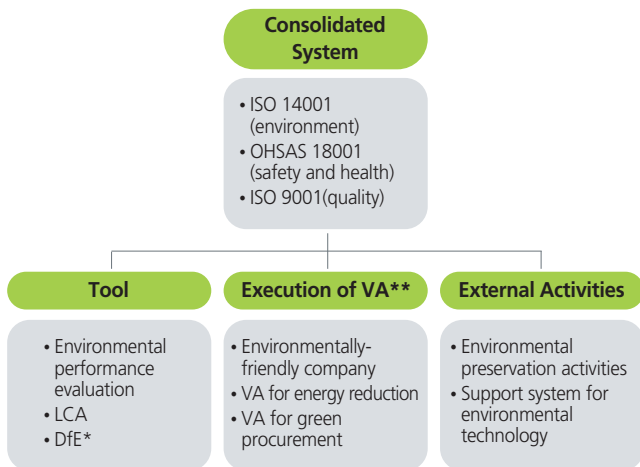 Consolidated
System
• ISO 14001
(environment)
• OHSAS 18001
(safety and health)
• ISO 9001(quality)
Tool
• Environmental
performance
evaluation
• LCA
• DfE*
Execution of VA**
• Environmentally-
friendly company
• VA for energy reduction
• VA for green
procurement
External Activities
• Environmental
preservation activities
• Support system for
environmental
technology